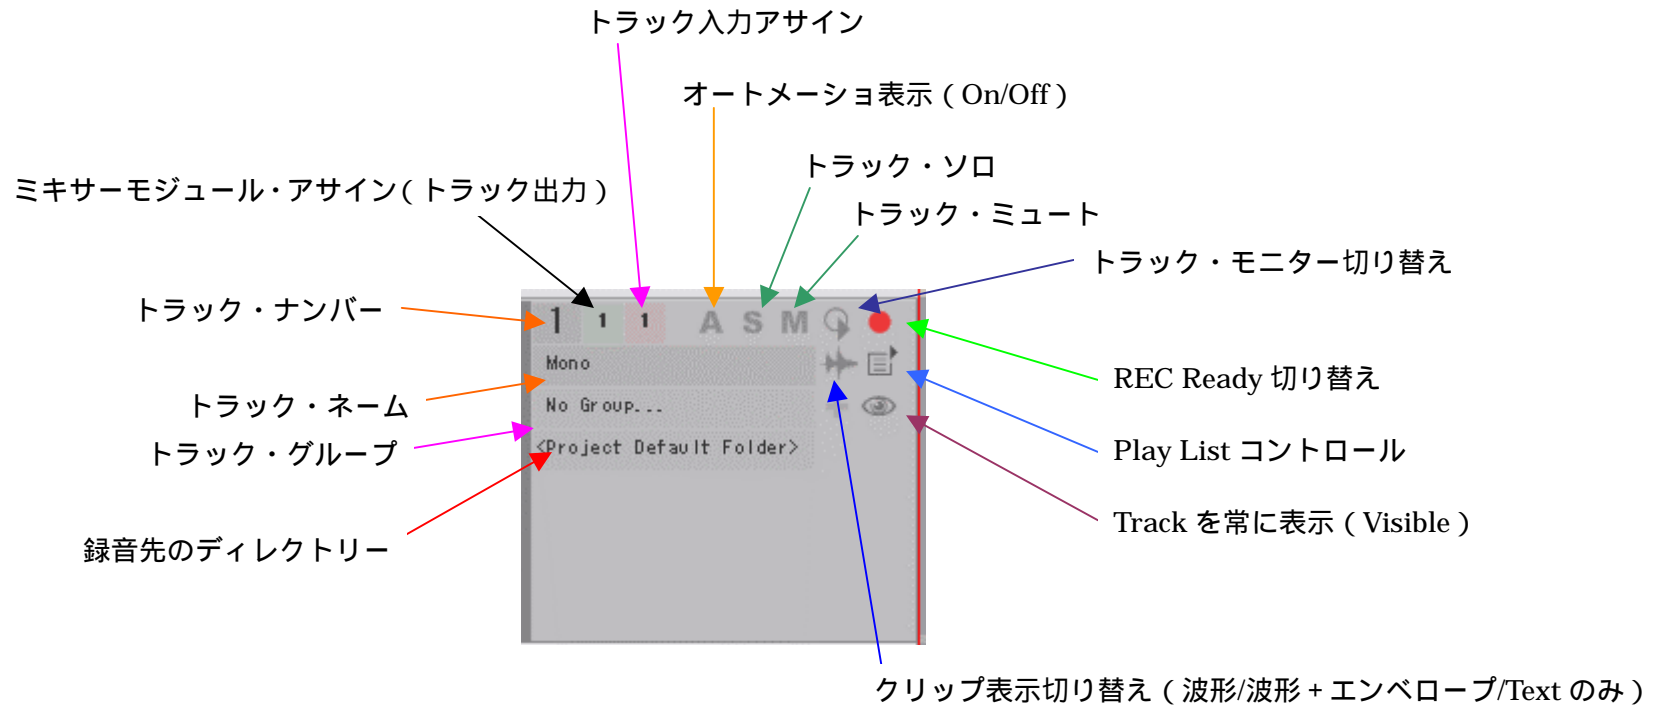 トラック入力アサイン
オートメーショ表示（On/Off）
トラック・ソロ
ミキサーモジュール・アサイン（トラック出力）
トラック・ミュート
トラック・モニター切り替え
トラック・ナンバー
1 1 1 A S M
Mono
REC Ready 切り替え
トラック・ネーム
No Group...
トラック・グループ
<Project Default Folder>
Play List コントロール
Track を常に表示（Visible）
録音先のディレクトリー
クリップ表示切り替え（波形/波形＋エンベロープ/Text のみ）